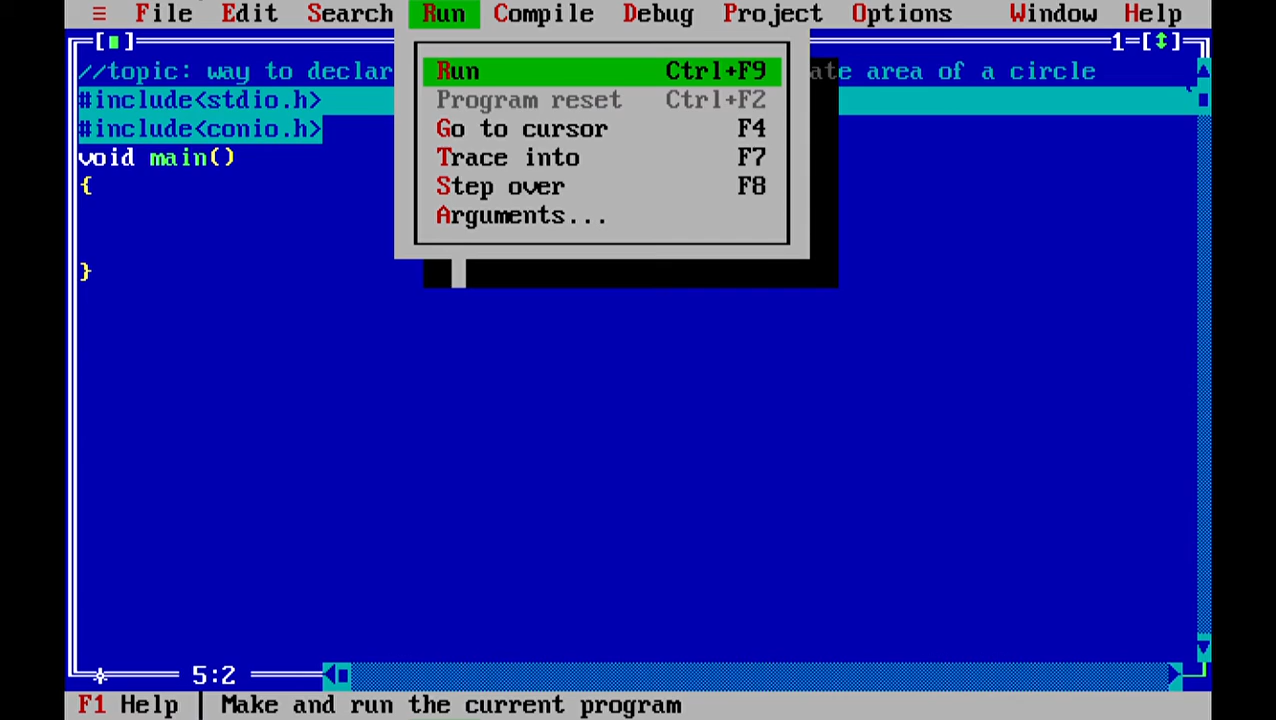 ≡ File Edit Search Run Compile Debug Project Options Window Help
1
//topic: way to declar
ate area of a circle
#include<stdio.h>
#include<conio.h>
void main()
{
}
Run Ctrl+F9
Program reset Ctrl+F2
Go to cursor F4
Trace into F7
Step over F8
Arguments...
5:2
F1 Help Make and run the current program